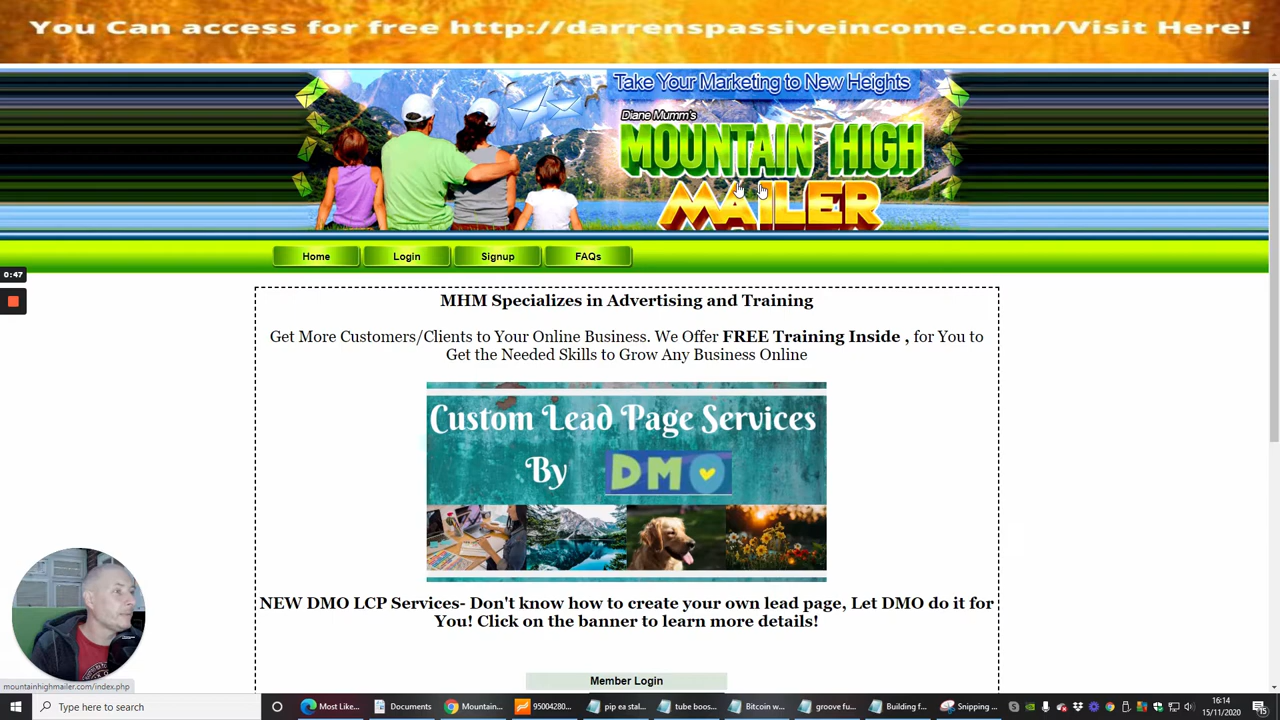 You Can access for free http://darrenspassiveincome.com/Visit Here!
Take Your Marketing to New Heights
Diane Mumm's
MOUNTAIN HIGH
MAILER
Home
Login
Signup
FAQs
0:47
MHM Specializes in Advertising and Training
Get More Customers/Clients to Your Online Business. We Offer FREE Training Inside , for You to
Get the Needed Skills to Grow Any Business Online
Custom Lead Page Services
By DMO
NEW DMO LCP Services- Don't know how to create your own lead page, Let DMO do it for
You! Click on the banner to learn more details!
Member Login
mountainhighmailer.com/index.php
Type here to search
Most Like...
Documents
Mountain...
95004280...
pip ea stal...
tube boos...
Bitcoin w...
groove fu...
Building f...
Snipping ...
16:14
15/11/2020